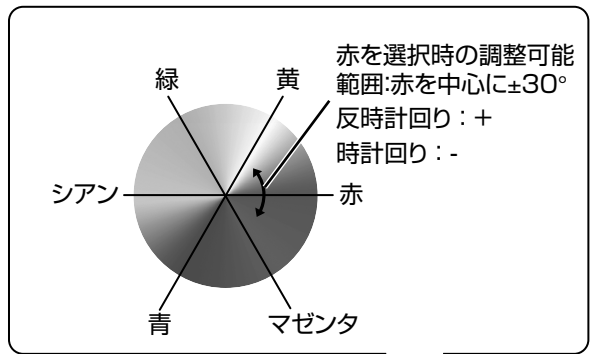 赤を選択時の調整可能
範囲:赤を中心に±30°
反時計回り：+
時計回り：-
緑
黄
シアン
赤
青
マゼンタ